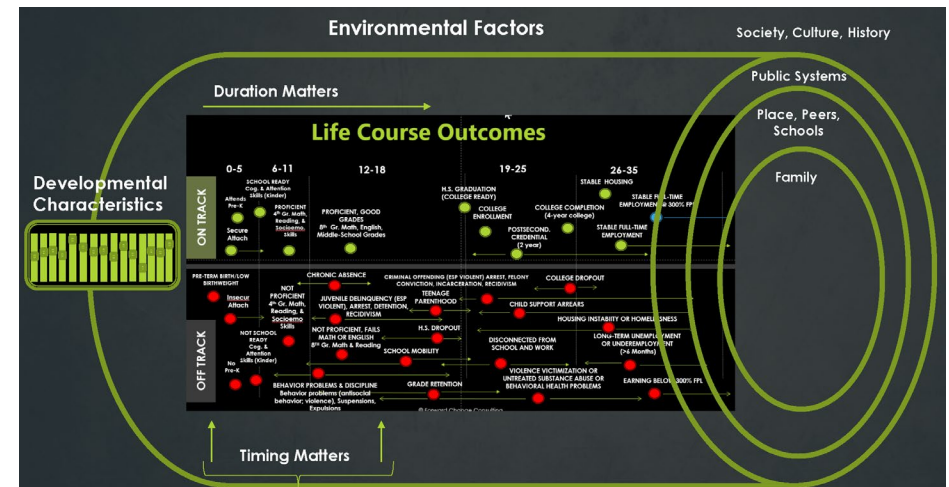 Environmental Factors
Society, Culture, History
Public Systems
Place, Peers,
Schools
Family
Duration Matters
Developmental
Characteristics
Life Course Outcomes
0-5
6-11
12-18
19-25
26-35
ON TRACK
SCHOOL READY
Cog. & Attention
Skills (Kinder)
Attends
Pre-K
Secure
Attach
PROFICIENT
4th Gr. Math,
Reading, &
Socioemo.
Skills
PROFICIENT, GOOD
GRADES
8th Gr. Math, English,
Middle-School Grades
H.S. GRADUATION
(COLLEGE READY)
COLLEGE
ENROLLMENT
POSTSECOND.
CREDENTIAL
(2 year)
COLLEGE COMPLETION
(4-year college)
STABLE HOUSING
STABLE FULL-TIME
EMPLOYMENT @ 300% FPL
STABLE FULL-TIME
EMPLOYMENT
OFF TRACK
PRE-TERM BIRTH/LOW
BIRTHWEIGHT
Insecur
Attach
NOT SCHOOL
READY
Cog. &
Attention
Skills (Kinder)
No
Pre-K
NOT
PROFICIENT
4th Gr. Math,
Reading, &
Socioemo
Skills
CHRONIC ABSENCE
JUVENILE DELINQUENCY (ESP
VIOLENT), ARREST, DETENTION,
RECIDIVISM
NOT PROFICIENT, FAILS
MATH OR ENGLISH
8th Gr. Math & Reading
SCHOOL MOBILITY
BEHAVIOR PROBLEMS & DISCIPLINE
Behavior problems (antisocial
behavior; violence), Suspensions,
Expulsions
CRIMINAL OFFENDING (ESP VIOLENT) ARREST, FELONY
CONVICTION, INCARCERATION, RECIDIVISM
TEENAGE
PARENTHOOD
H.S. DROPOUT
GRADE RETENTION
COLLEGE DROPOUT
CHILD SUPPORT ARREARS
HOUSING INSTABIITY OR HOMELESSNESS
DISCONNECTED FROM
SCHOOL AND WORK
LONG-TERM UNEMPLOYMENT
OR UNDEREMPLOYMENT
(>6 Months)
VIOLENCE VICTIMIZATION OR
UNTREATED SUBSTANCE ABUSE OR
BEHAVIORAL HEALTH PROBLEMS
EARNING BELOW 300% FPL
Timing Matters